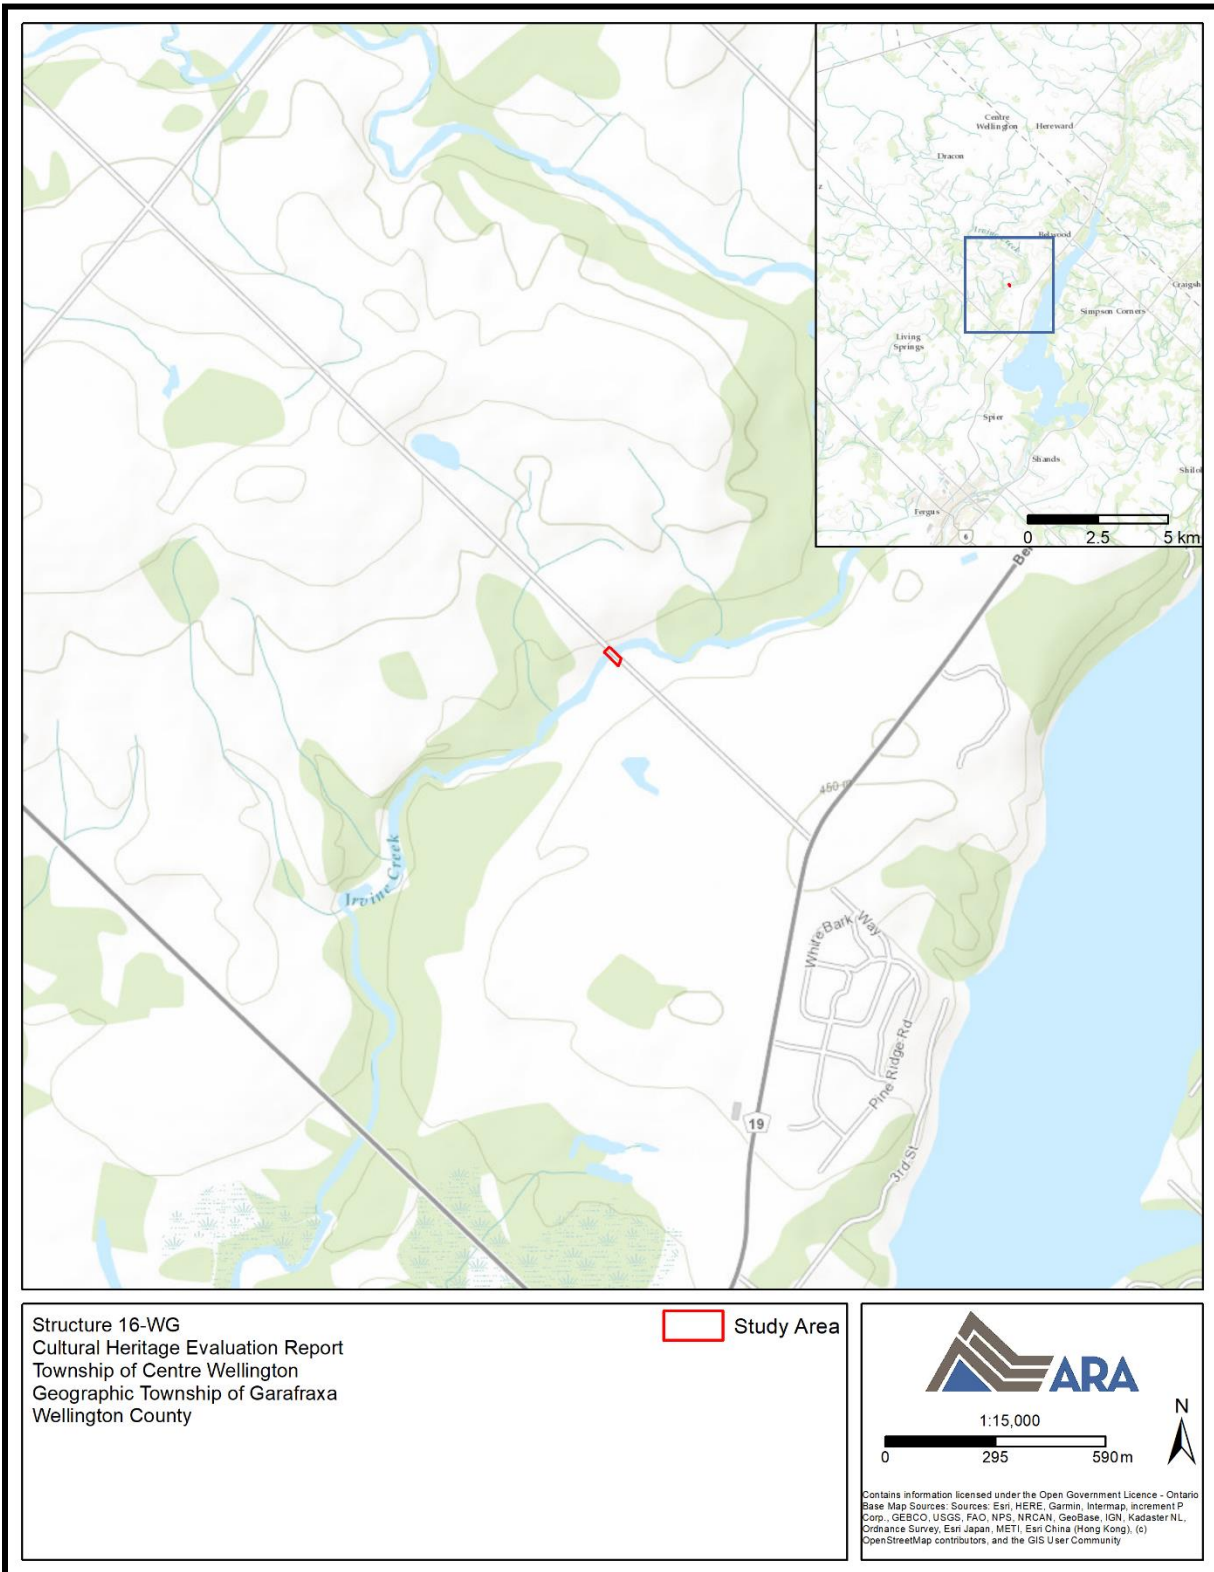 Centre
Wellington
Hereward
Dracon
Irvine Creek
Belwood
Craigsh
Simpson Corners
Living
Springs
Spier
Shands
Shilo
Fergus
6
0 2.5 5 km
Bel
450 m
Irvine Creek
White Bark Way
Pine Ridge Rd
19
3rd St
Structure 16-WG
Cultural Heritage Evaluation Report
Township of Centre Wellington
Geographic Township of Garafraxa
Wellington County
Study Area
ARA
1:15,000
N
0 295 590m
Contains information licensed under the Open Government Licence - Ontario
Base Map Sources: Sources: Esri, HERE, Garmin, Intermap, increment P
Corp., GEBCO, USGS, FAO, NPS, NRCAN, GeoBase, IGN, Kadaster NL,
Ordnance Survey, Esri Japan, METI, Esri China (Hong Kong), (c)
OpenStreetMap contributors, and the GIS User Community